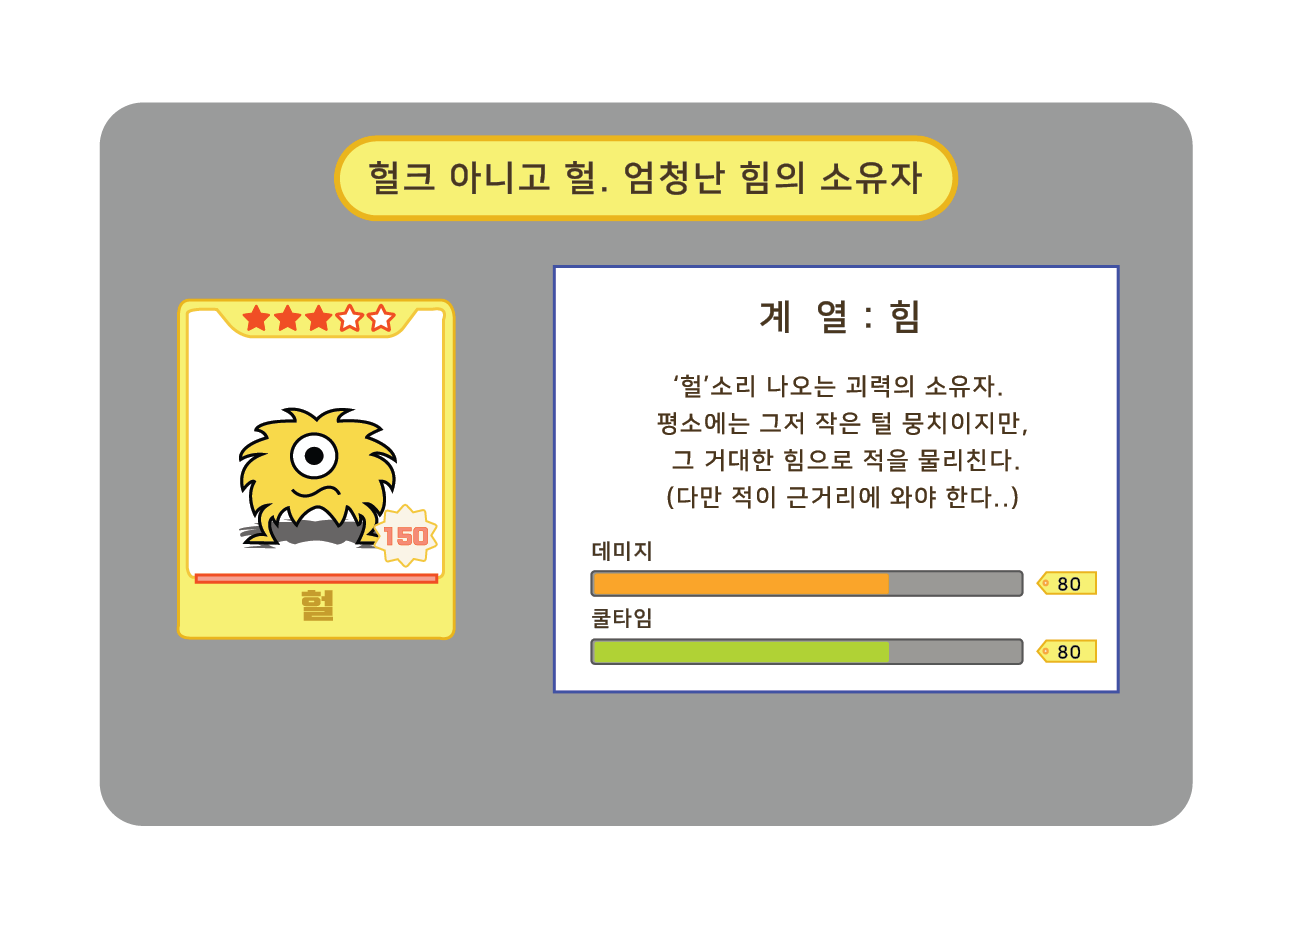 헐크 아니고 헐. 엄청난 힘의 소유자
150
헐
계 열 : 힘
‘헐’소리 나오는 괴력의 소유자.
평소에는 그저 작은 털 뭉치이지만,
그 거대한 힘으로 적을 물리친다.
(다만 적이 근거리에 와야 한다..)
데미지
80
쿨타임
80